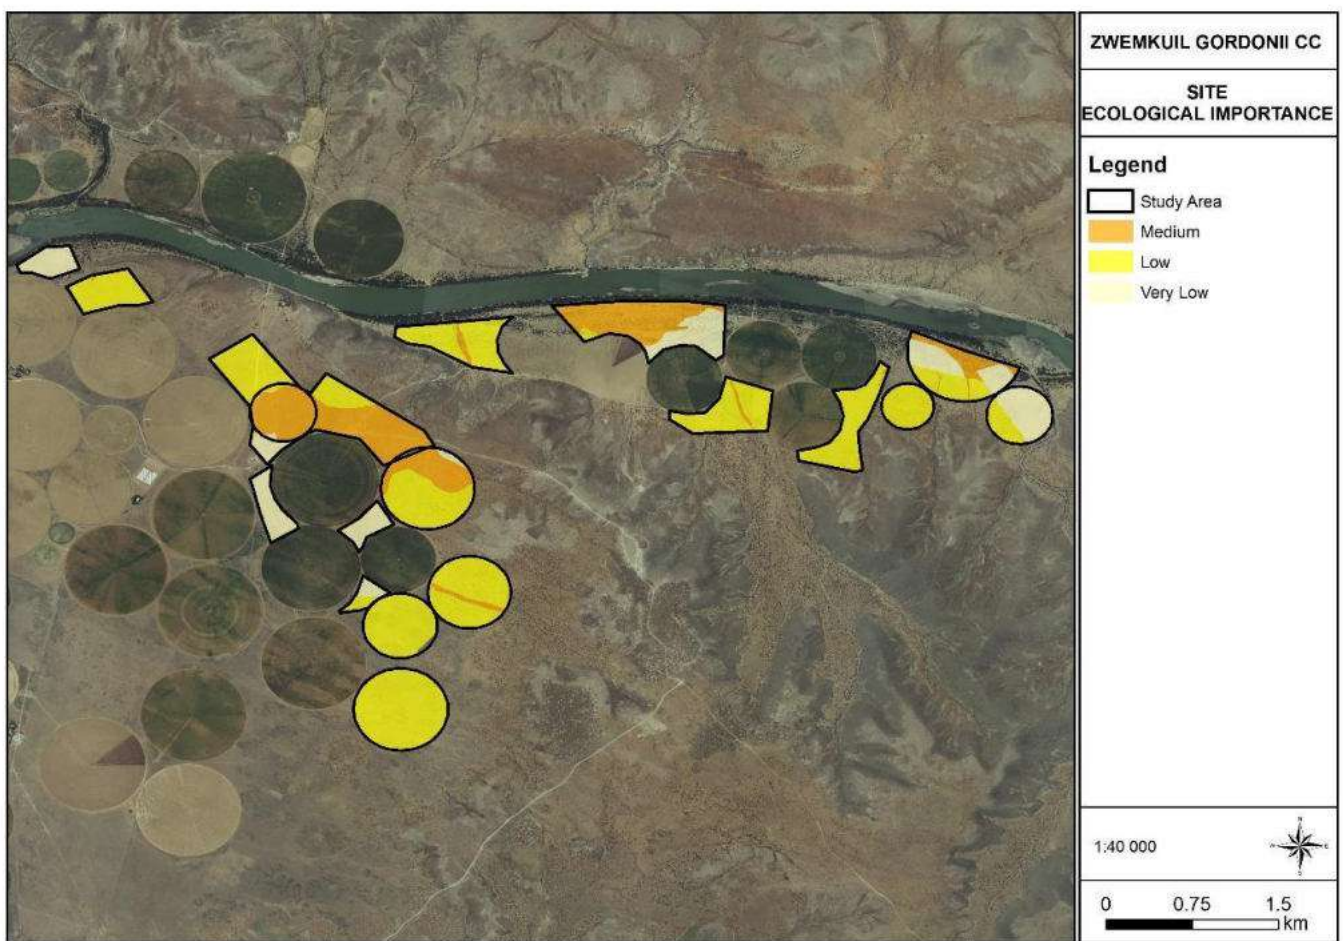 ZWEMKUIL GORDONII CC
SITE
ECOLOGICAL IMPORTANCE
Legend
Study Area
Medium
Low
Very Low
1:40 000
N
W
E
S
0 0.75 1.5
km